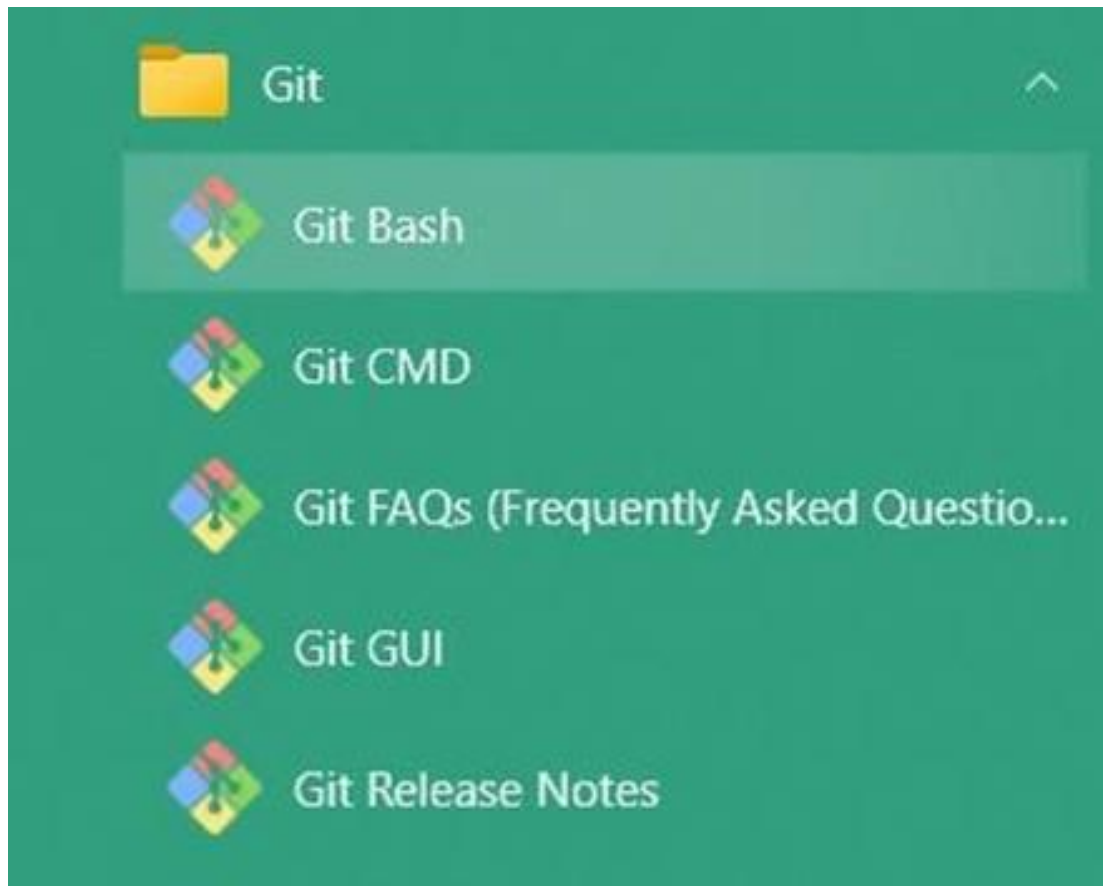 Git
Git Bash
Git CMD
Git FAQs (Frequently Asked Questio...
Git GUI
Git Release Notes